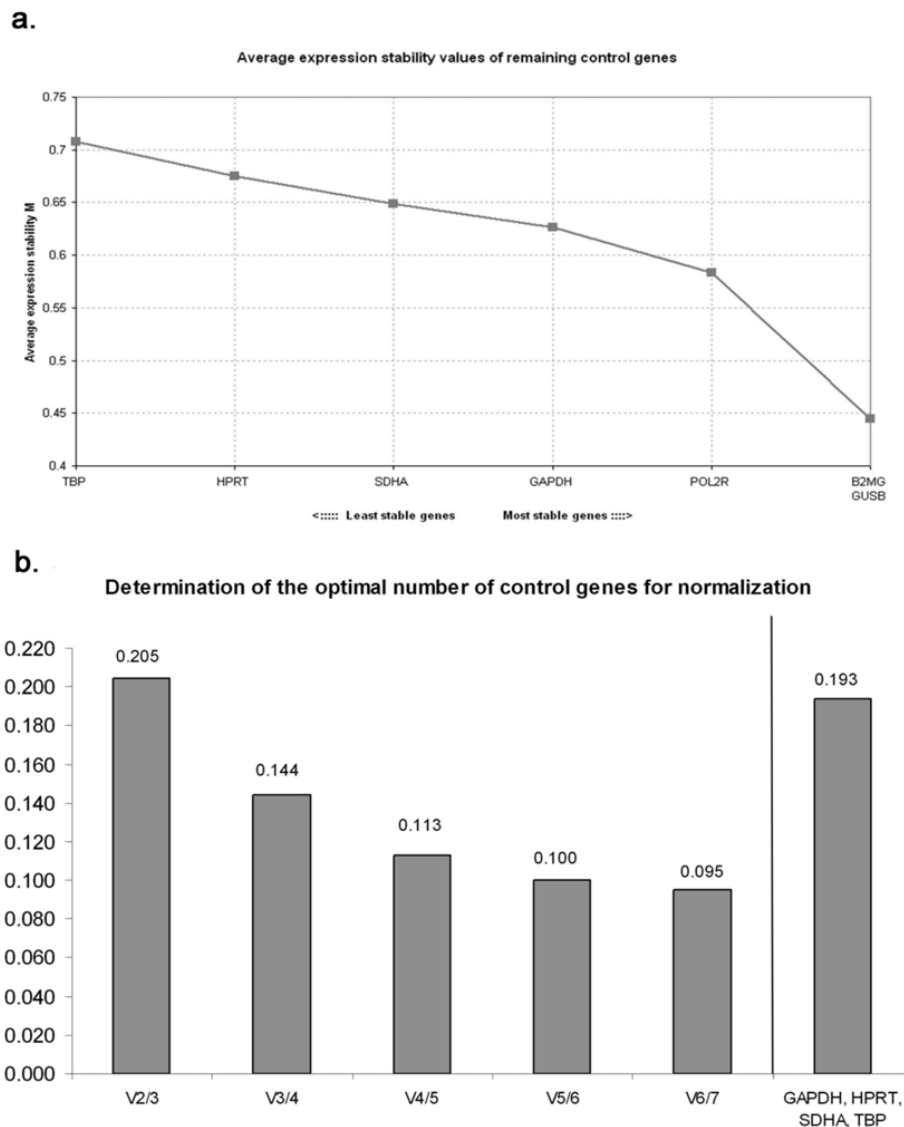 a.
Average expression stability values of remaining control genes
0.75
0.7
0.65
0.6
0.55
0.5
0.45
0.4
Average expression stability M
TBP HPRT SDHA GAPDH POL2R B2MG
GUSB
<::::: Least stable genes Most stable genes ::::>
b.
Determination of the optimal number of control genes for normalization
0.220
0.200
0.180
0.160
0.140
0.120
0.100
0.080
0.060
0.040
0.020
0.000
0.205
0.144
0.113
0.100
0.095
0.193
V2/3 V3/4 V4/5 V5/6 V6/7 GAPDH, HPRT,
SDHA, TBP